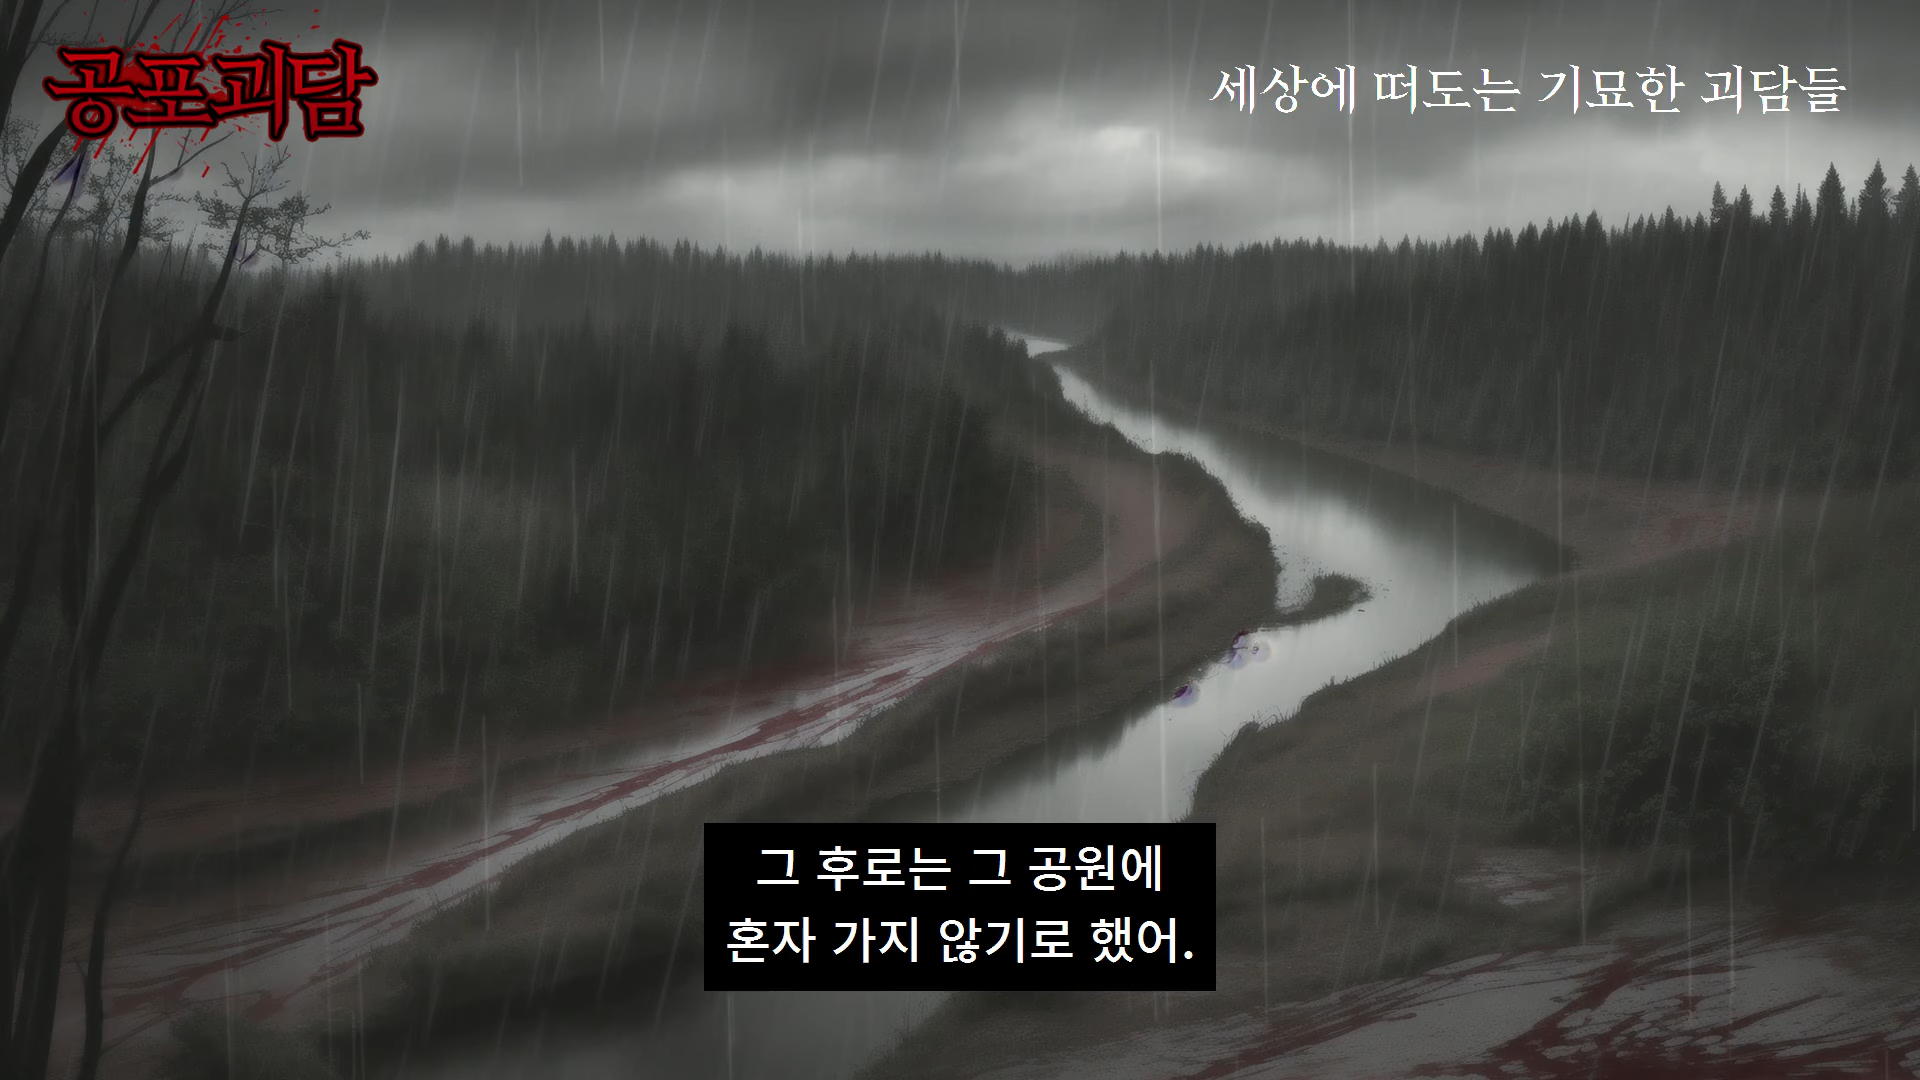 공포괴담
세상에 떠도는 기묘한 괴담들
그 후로는 그 공원에
혼자 가지 않기로 했어.